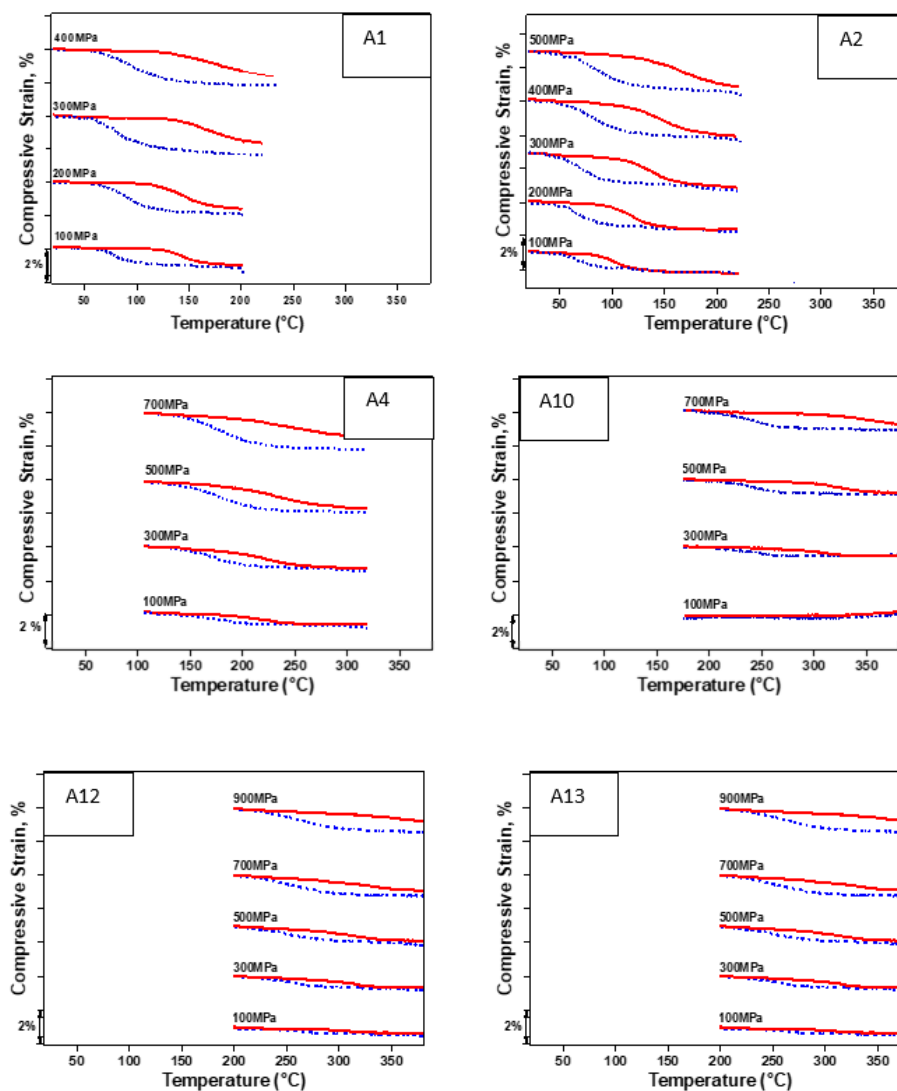 A1
Compressive Strain, %
400MPa
300MPa
200MPa
100MPa
2%
50 100 150 200 250 300 350
Temperature (°C)
A2
Compressive Strain, %
500MPa
400MPa
300MPa
200MPa
100MPa
2%
50 100 150 200 250 300 350
Temperature (°C)
A4
Compressive Strain, %
700MPa
500MPa
300MPa
100MPa
2 %
50 100 150 200 250 300 350
Temperature (°C)
A10
Compressive Strain, %
700MPa
500MPa
300MPa
100MPa
2%
50 100 150 200 250 300 350
Temperature (°C)
A12
Compressive Strain, %
900MPa
700MPa
500MPa
300MPa
100MPa
2%
50 100 150 200 250 300 350
Temperature (°C)
A13
Compressive Strain, %
900MPa
700MPa
500MPa
300MPa
100MPa
2%
50 100 150 200 250 300 350
Temperature (°C)